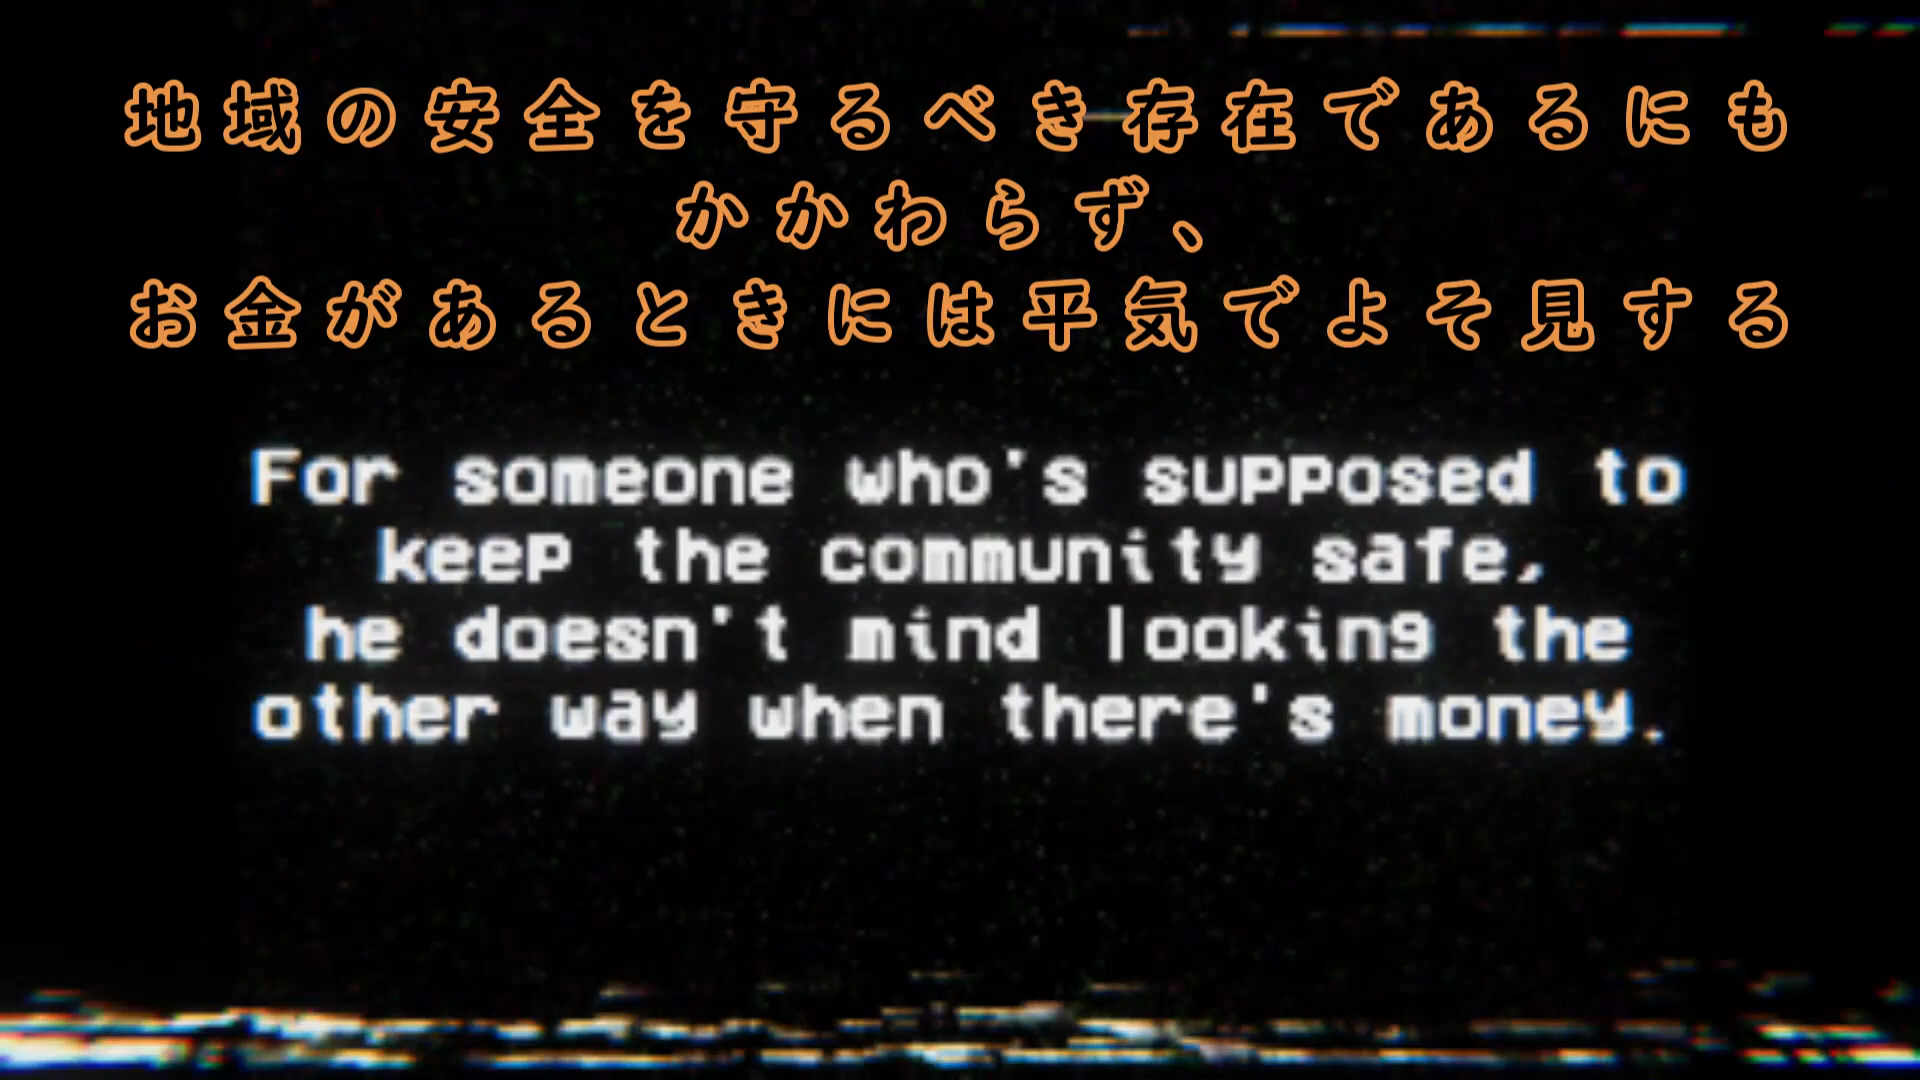 地域の安全を守るべき存在であるにも
かかわらず、
お金があるときには平気でよそ見する
For someone who's supposed to
keep the community safe,
he doesn't mind looking the
other way when there's money.